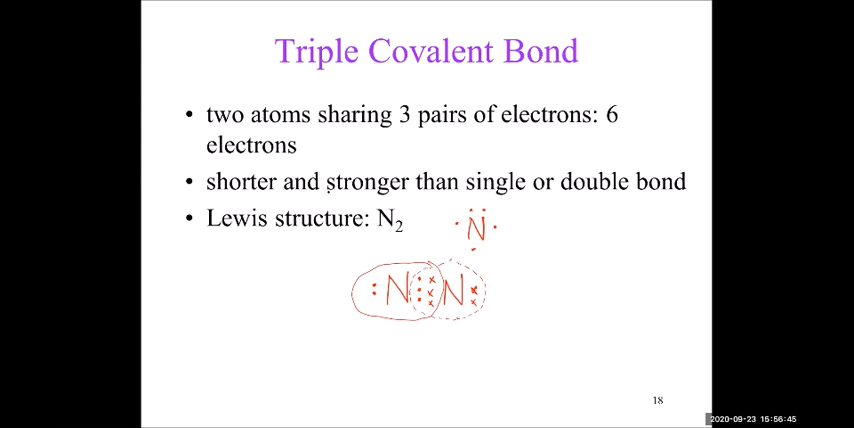 Triple Covalent Bond
• two atoms sharing 3 pairs of electrons: 6
electrons
• shorter and stronger than single or double bond
• Lewis structure: N₂
N
N N
18
2020-09-23 15:56:45